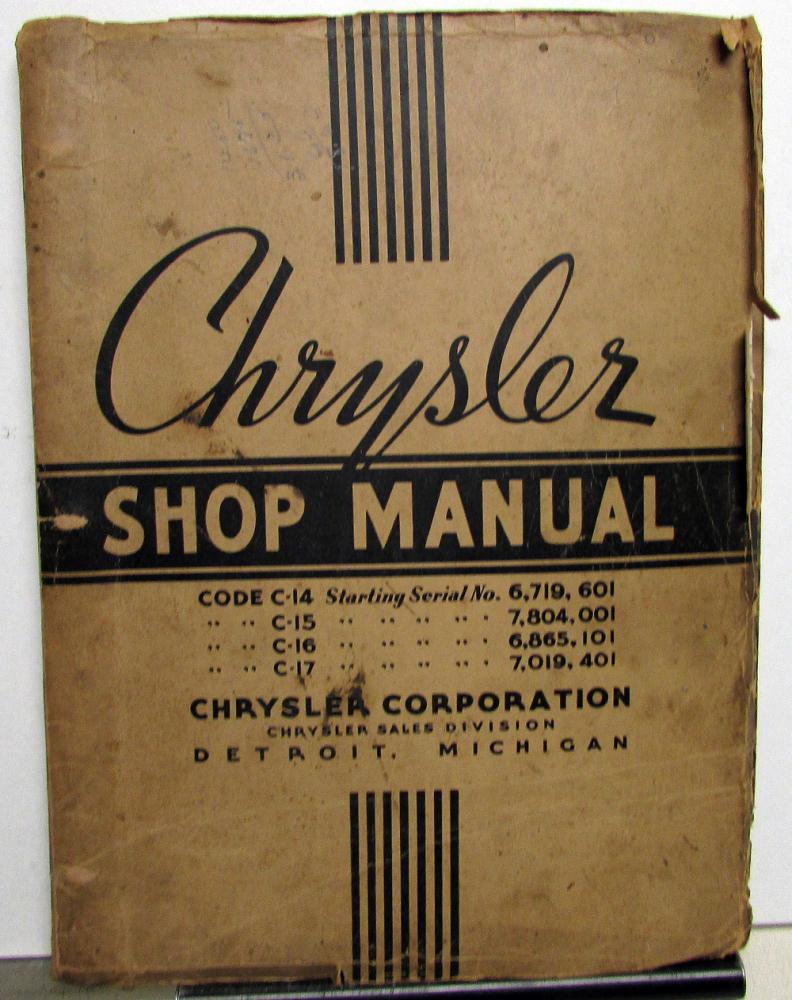 Chrysler
SHOP MANUAL
CODE C-14 Starting Serial No. 6,719,601
" " C-15 " " " " " 7,804,001
" " C-16 " " " " " 6,865,101
" " C-17 " " " " " 7,019,401
CHRYSLER CORPORATION
CHRYSLER SALES DIVISION
DETROIT, MICHIGAN